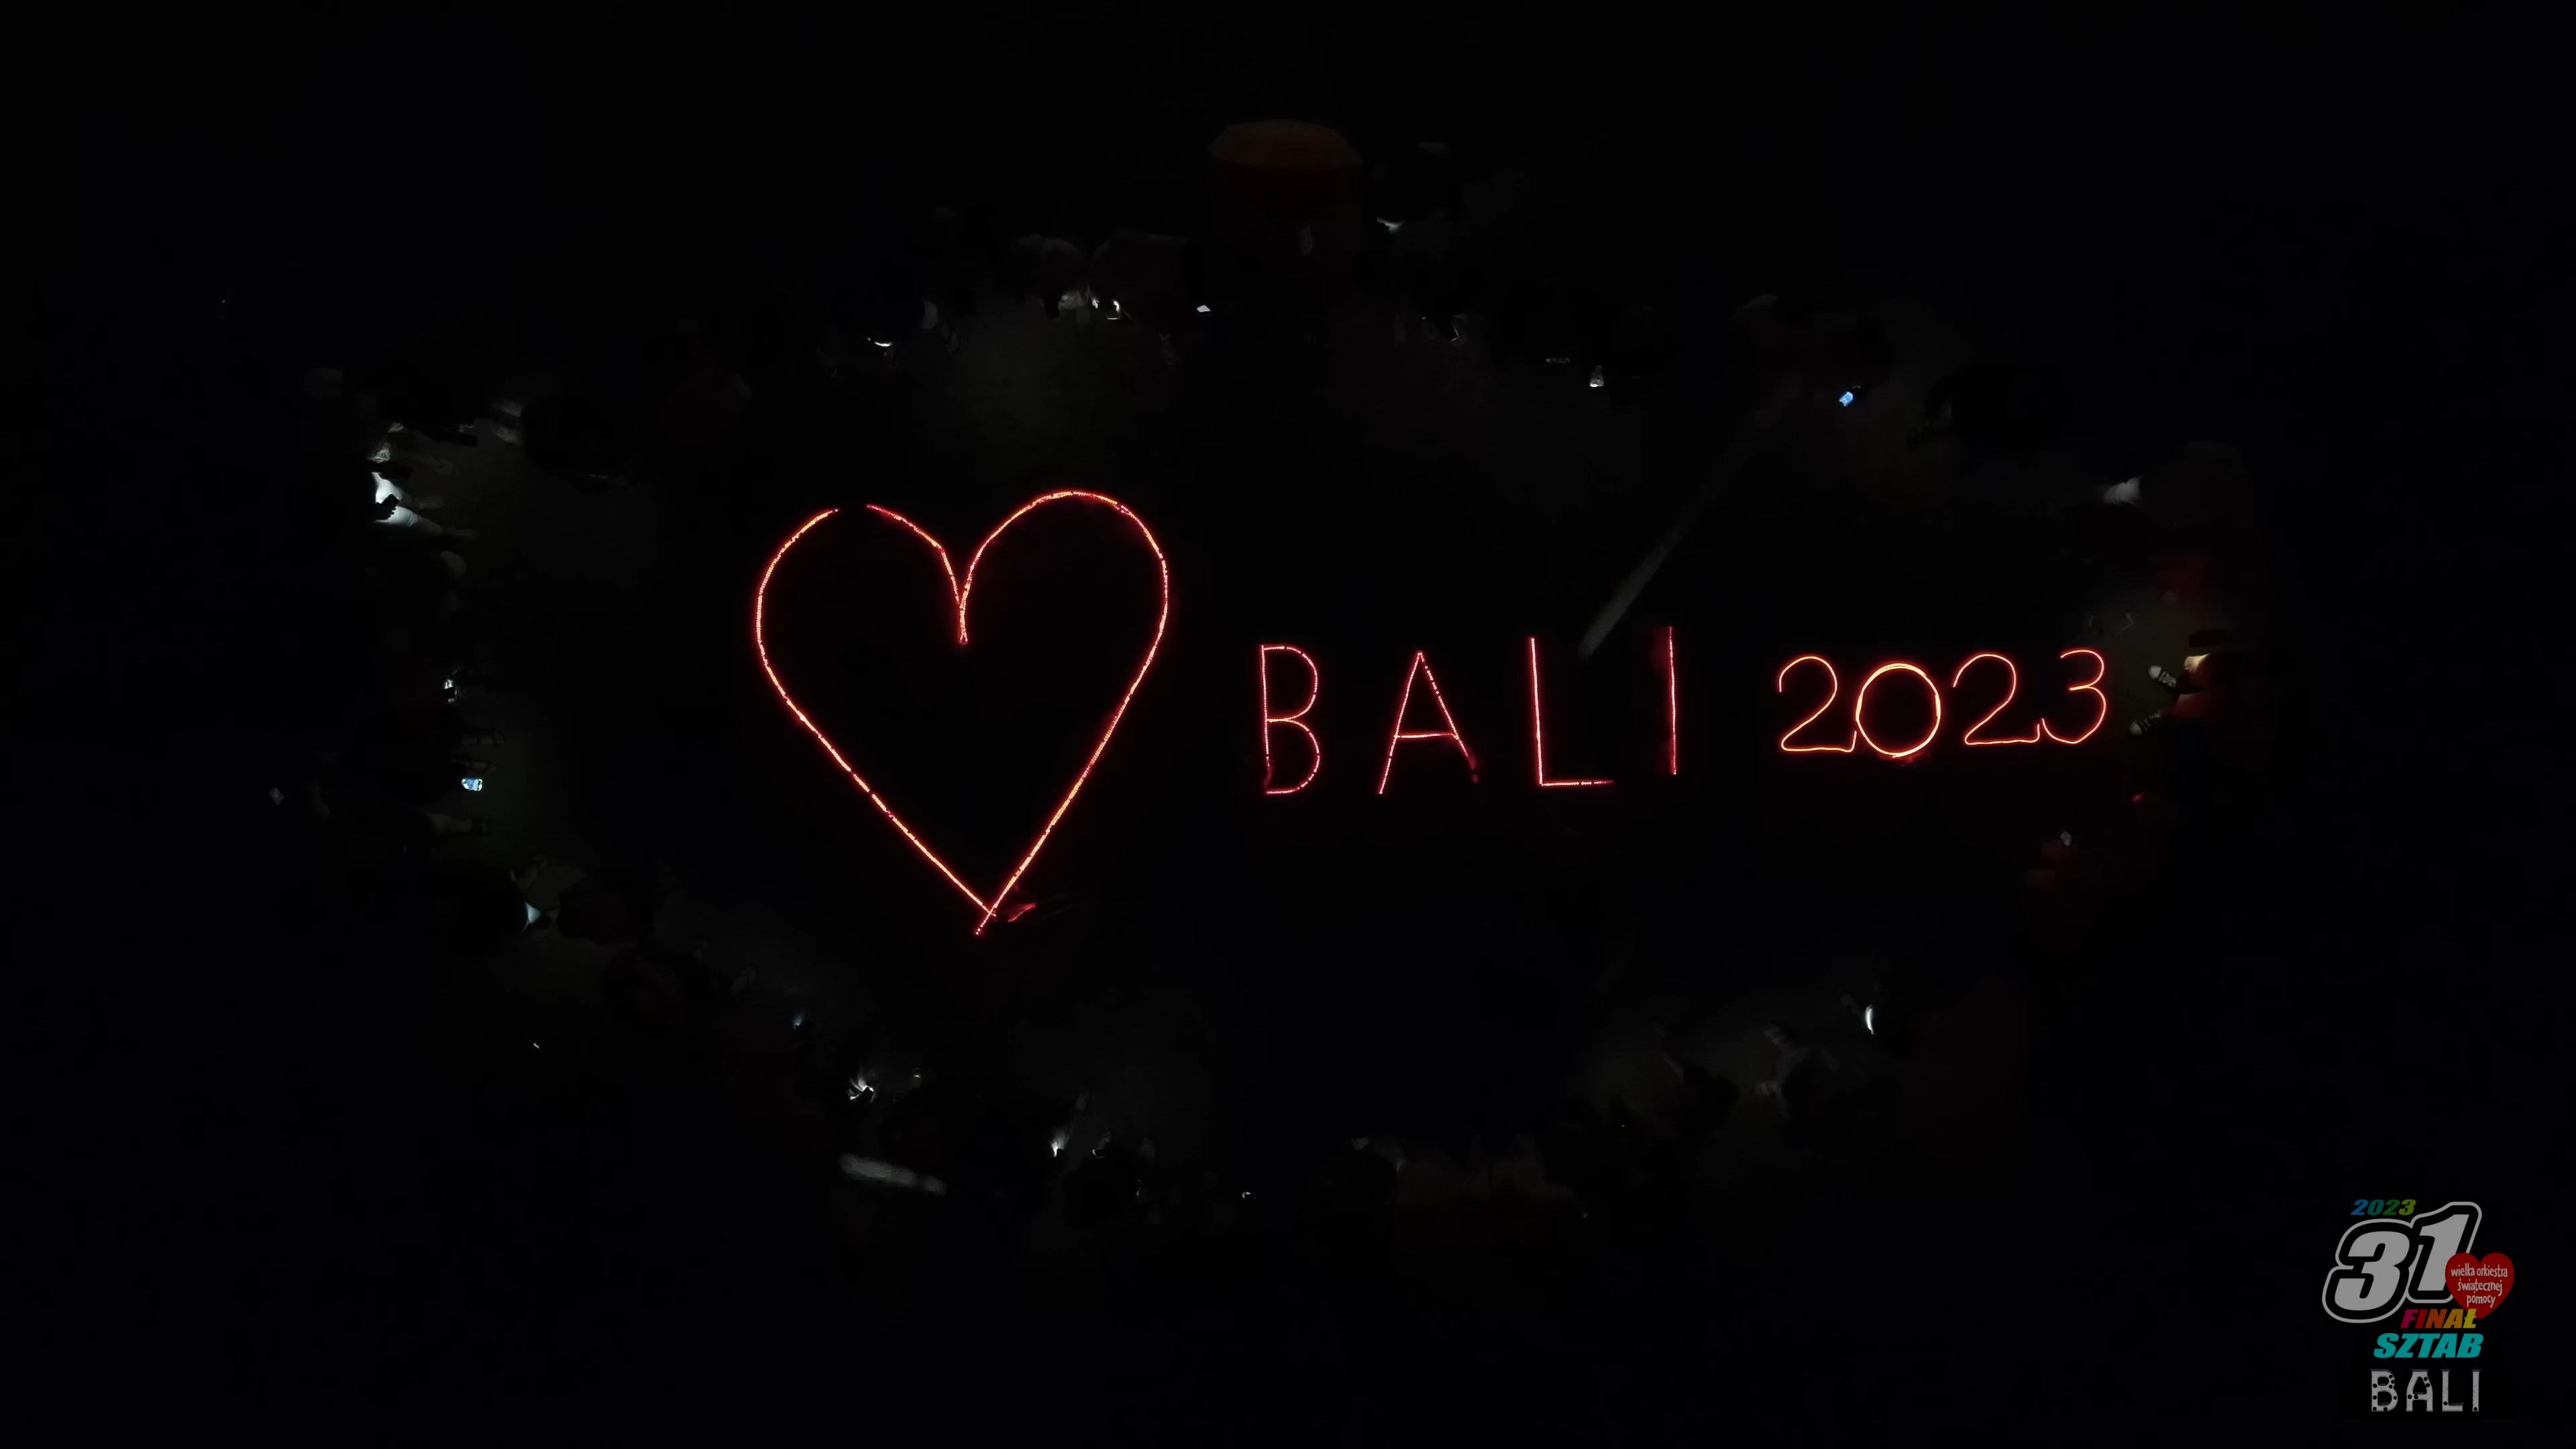 BALI 2023
2023
31
wielka orkiestra
świątecznej
pomocy
FINAŁ
SZTAB
BALI